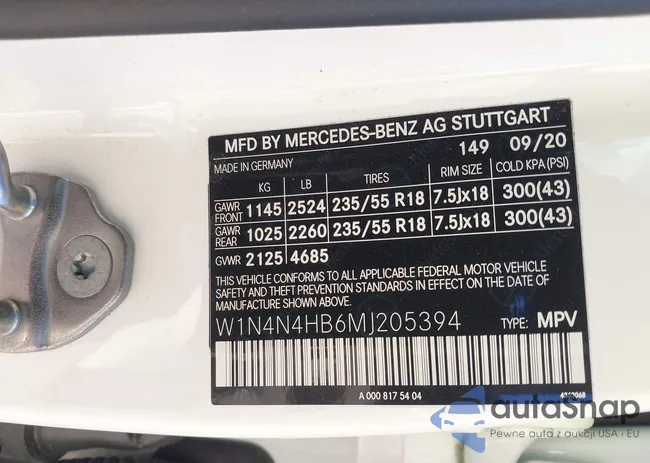 MFD BY MERCEDES-BENZ AG STUTTGART
149 09/20
MADE IN GERMANY
KG LB TIRES RIM SIZE COLD KPA(PSI)
GAWR FRONT 1145 2524 235/55 R18 7.5Jx18 300(43)
GAWR REAR 1025 2260 235/55 R18 7.5Jx18 300(43)
GVWR 2125 4685
THIS VEHICLE CONFORMS TO ALL APPLICABLE FEDERAL MOTOR VEHICLE
SAFETY AND THEFT PREVENTION STANDARDS IN EFFECT ON THE DATE OF
MANUFACTURE SHOWN ABOVE.
W1N4N4HB6MJ205394 TYPE: MPV
A 000 817 54 04
autoSnap
Pewne auta z aukcji USA i EU